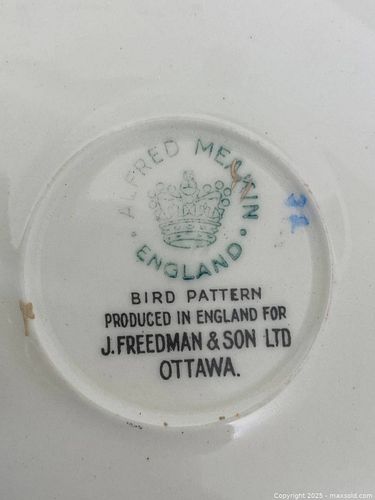 ALFRED MEAKIN
ENGLAND
BIRD PATTERN
PRODUCED IN ENGLAND FOR
J. FREEDMAN & SON LTD
OTTAWA.
Copyright 2025 - maxsold.com